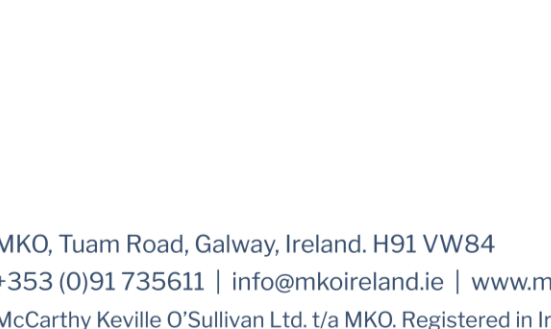 MKO, Tuam Road, Galway, Ireland. H91 VW84
+353 (0)91 735611 | info@mkoireland.ie | www.m
McCarthy Keville O’Sullivan Ltd. t/a MKO. Registered in